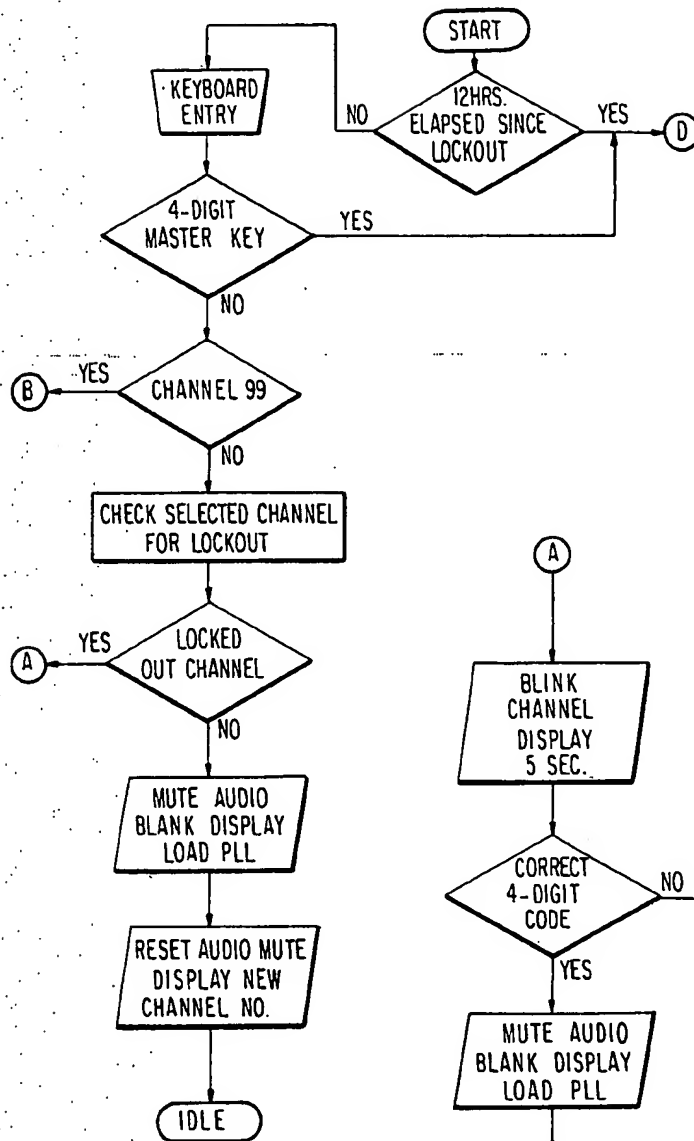 START
KEYBOARD
ENTRY
NO
12HRS.
ELAPSED SINCE
LOCKOUT
YES
D
4-DIGIT
MASTER KEY
YES
NO
YES
B
CHANNEL 99
NO
CHECK SELECTED CHANNEL
FOR LOCKOUT
YES
A
LOCKED
OUT CHANNEL
NO
MUTE AUDIO
BLANK DISPLAY
LOAD PLL
RESET AUDIO MUTE
DISPLAY NEW
CHANNEL NO.
IDLE
A
BLINK
CHANNEL
DISPLAY
5 SEC.
CORRECT
4-DIGIT
CODE
NO
YES
MUTE AUDIO
BLANK DISPLAY
LOAD PLL